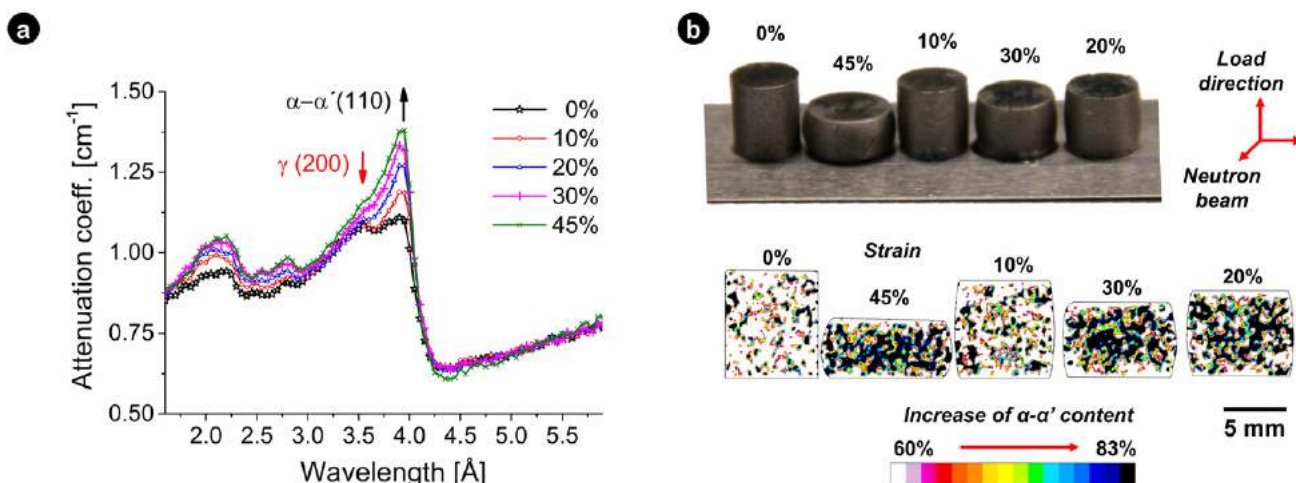 a
1.50
1.25
1.00
0.75
0.50
Attenuation coeff. [cm⁻¹]
α–α´(110)
γ (200)
0%
10%
20%
30%
45%
2.0 2.5 3.0 3.5 4.0 4.5 5.0 5.5
Wavelength [Å]
b
0%
45%
10%
30%
20%
Load
direction
Neutron
beam
Strain
0%
45%
10%
30%
20%
Increase of α-α’ content
60% 83%
5 mm